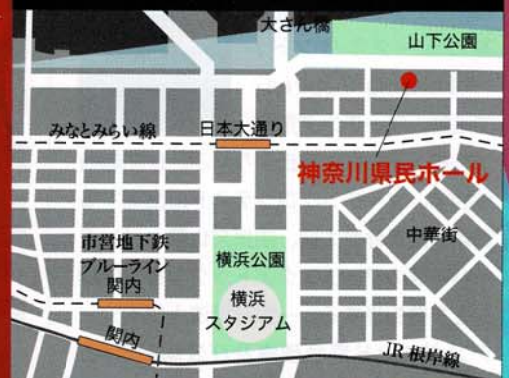 大さん橋
山下公園
みなとみらい線
日本大通り
神奈川県民ホール
中華街
市営地下鉄
ブルーライン
関内
横浜公園
横浜
スタジアム
関内
JR 根岸線